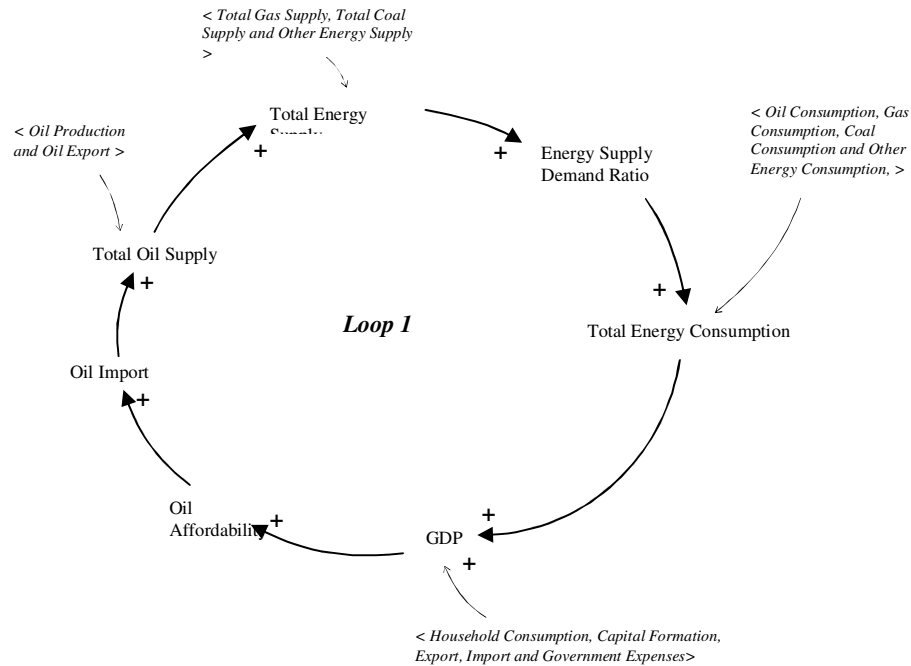 < Total Gas Supply, Total Coal
Supply and Other Energy Supply
>
Total Energy
Supply
+
+
< Oil Production
and Oil Export >
< Oil Consumption, Gas
Consumption, Coal
Consumption and Other
Energy Consumption, >
Energy Supply
Demand Ratio
Total Oil Supply
+
+
Loop 1
Total Energy Consumption
Oil Import
+
Oil
Affordability
+
+
GDP
+
< Household Consumption, Capital Formation,
Export, Import and Government Expenses>